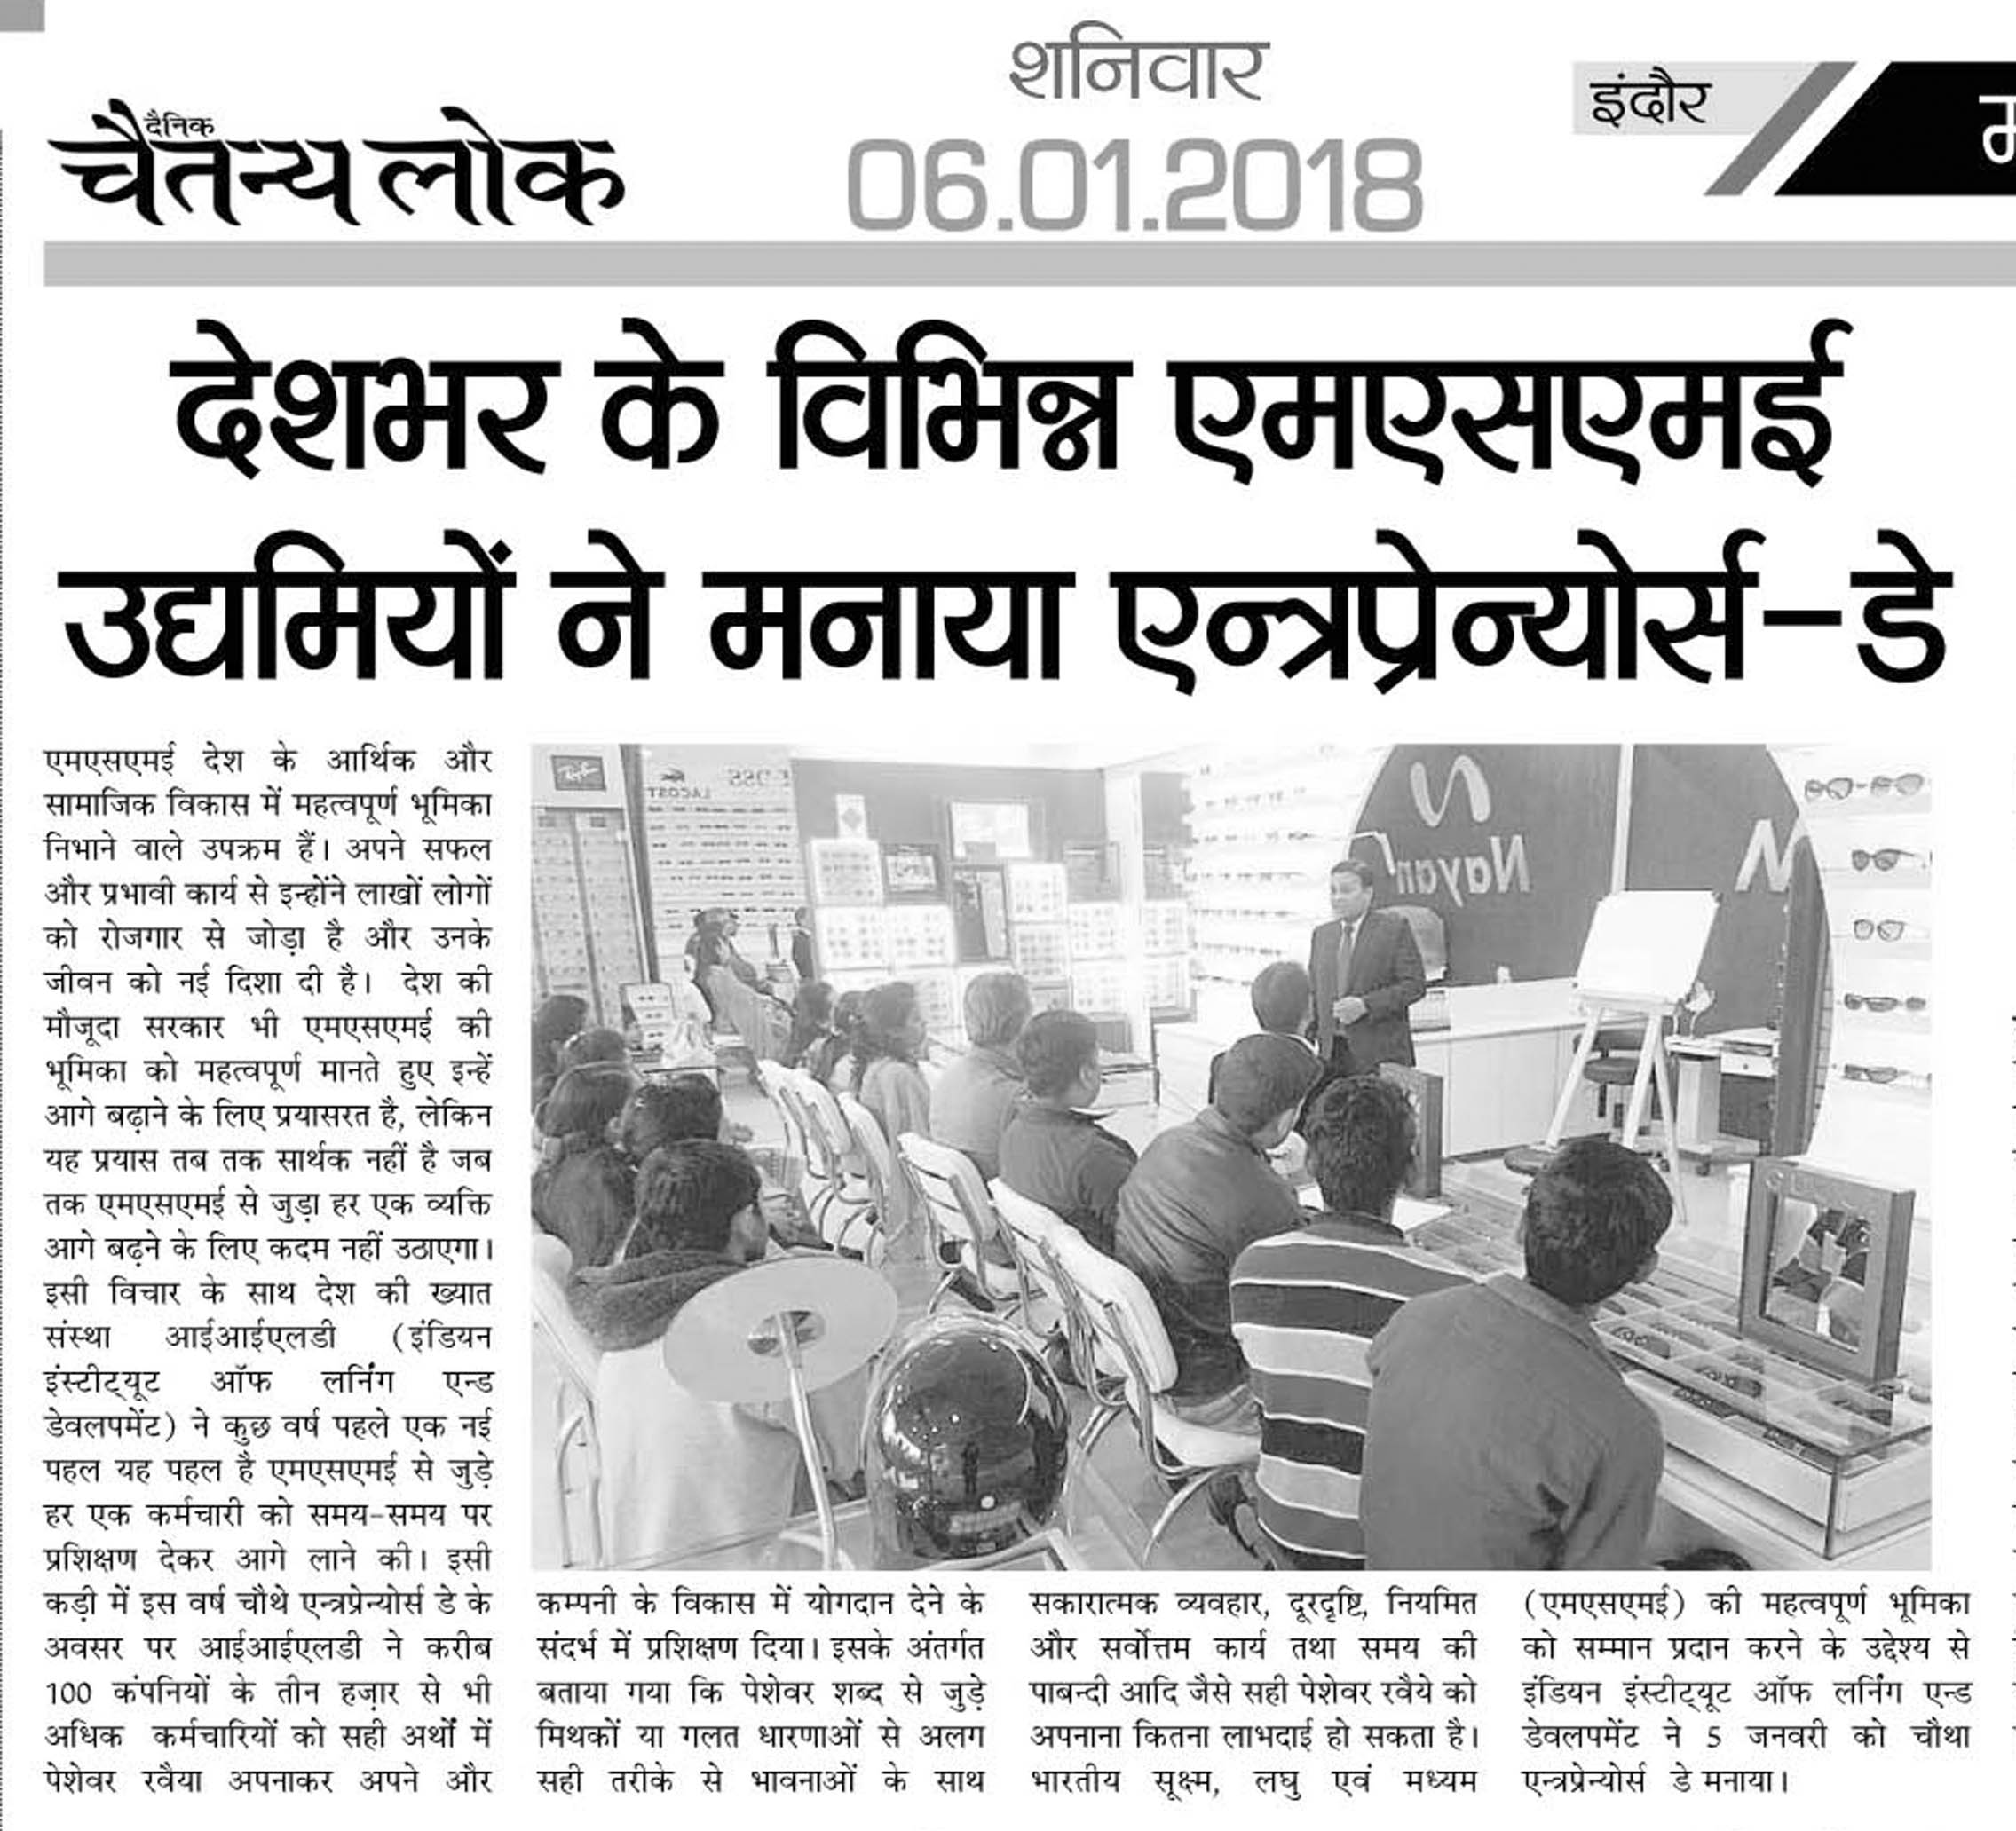 शनिवार
दैनिक
चैतन्य लोक
06.01.2018
इंदौर
देशभर के विभिन्न एमएसएमई
उद्यमियों ने मनाया एन्त्रप्रेन्योर्स-डे
एमएसएमई देश के आर्थिक और
सामाजिक विकास में महत्वपूर्ण भूमिका
निभाने वाले उपक्रम हैं। अपने सफल
और प्रभावी कार्य से इन्होंने लाखों लोगों
को रोजगार से जोड़ा है और उनके
जीवन को नई दिशा दी है। देश की
मौजूदा सरकार भी एमएसएमई की
भूमिका को महत्वपूर्ण मानते हुए इन्हें
आगे बढ़ाने के लिए प्रयासरत है, लेकिन
यह प्रयास तब तक सार्थक नहीं है जब
तक एमएसएमई से जुड़ा हर एक व्यक्ति
आगे बढ़ने के लिए कदम नहीं उठाएगा।
इसी विचार के साथ देश की ख्यात
संस्था आईआईएलडी (इंडियन
इंस्टीट्यूट ऑफ लर्निंग एन्ड
डेवलपमेंट) ने कुछ वर्ष पहले एक नई
पहल यह पहल है एमएसएमई से जुड़े
हर एक कर्मचारी को समय-समय पर
प्रशिक्षण देकर आगे लाने की। इसी
कड़ी में इस वर्ष चौथे एन्त्रप्रेन्योर्स डे के
अवसर पर आईआईएलडी ने करीब
100 कंपनियों के तीन हज़ार से भी
अधिक कर्मचारियों को सही अर्थों में
पेशेवर रवैया अपनाकर अपने और
Ray-Ban
LACOST
Nayan
कम्पनी के विकास में योगदान देने के
संदर्भ में प्रशिक्षण दिया। इसके अंतर्गत
बताया गया कि पेशेवर शब्द से जुड़े
मिथकों या गलत धारणाओं से अलग
सही तरीके से भावनाओं के साथ
सकारात्मक व्यवहार, दूरदृष्टि, नियमित
और सर्वोत्तम कार्य तथा समय की
पाबन्दी आदि जैसे सही पेशेवर रवैये को
अपनाना कितना लाभदाई हो सकता है।
भारतीय सूक्ष्म, लघु एवं मध्यम
(एमएसएमई) की महत्वपूर्ण भूमिका
को सम्मान प्रदान करने के उद्देश्य से
इंडियन इंस्टीट्यूट ऑफ लर्निंग एन्ड
डेवलपमेंट ने 5 जनवरी को चौथा
एन्त्रप्रेन्योर्स डे मनाया।